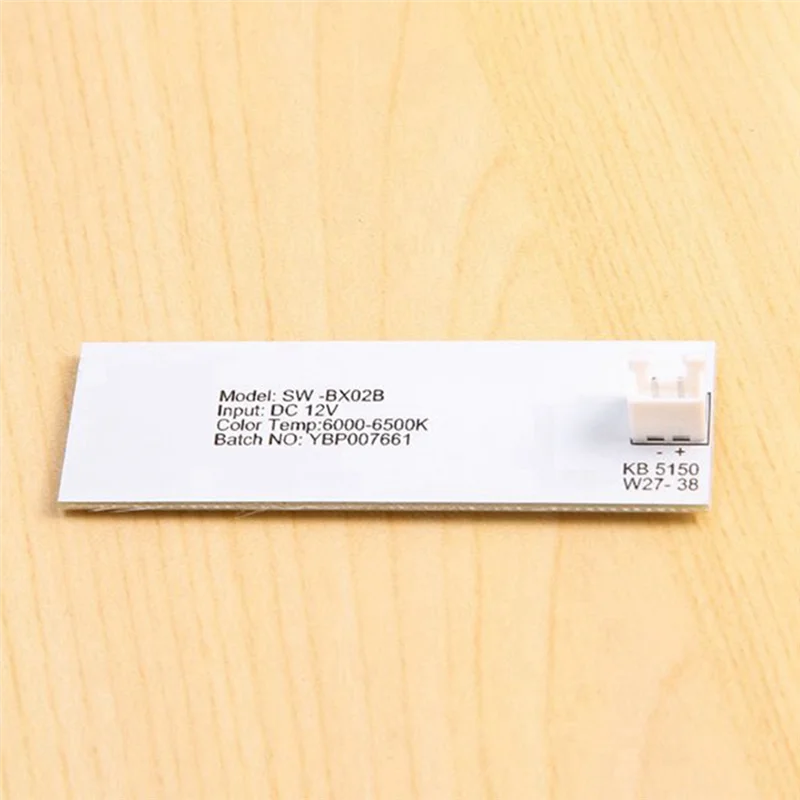 Model: SW -BX02B
Input: DC 12V
Color Temp:6000-6500K
Batch NO: YBP007661
- +
KB 5150
W27- 38